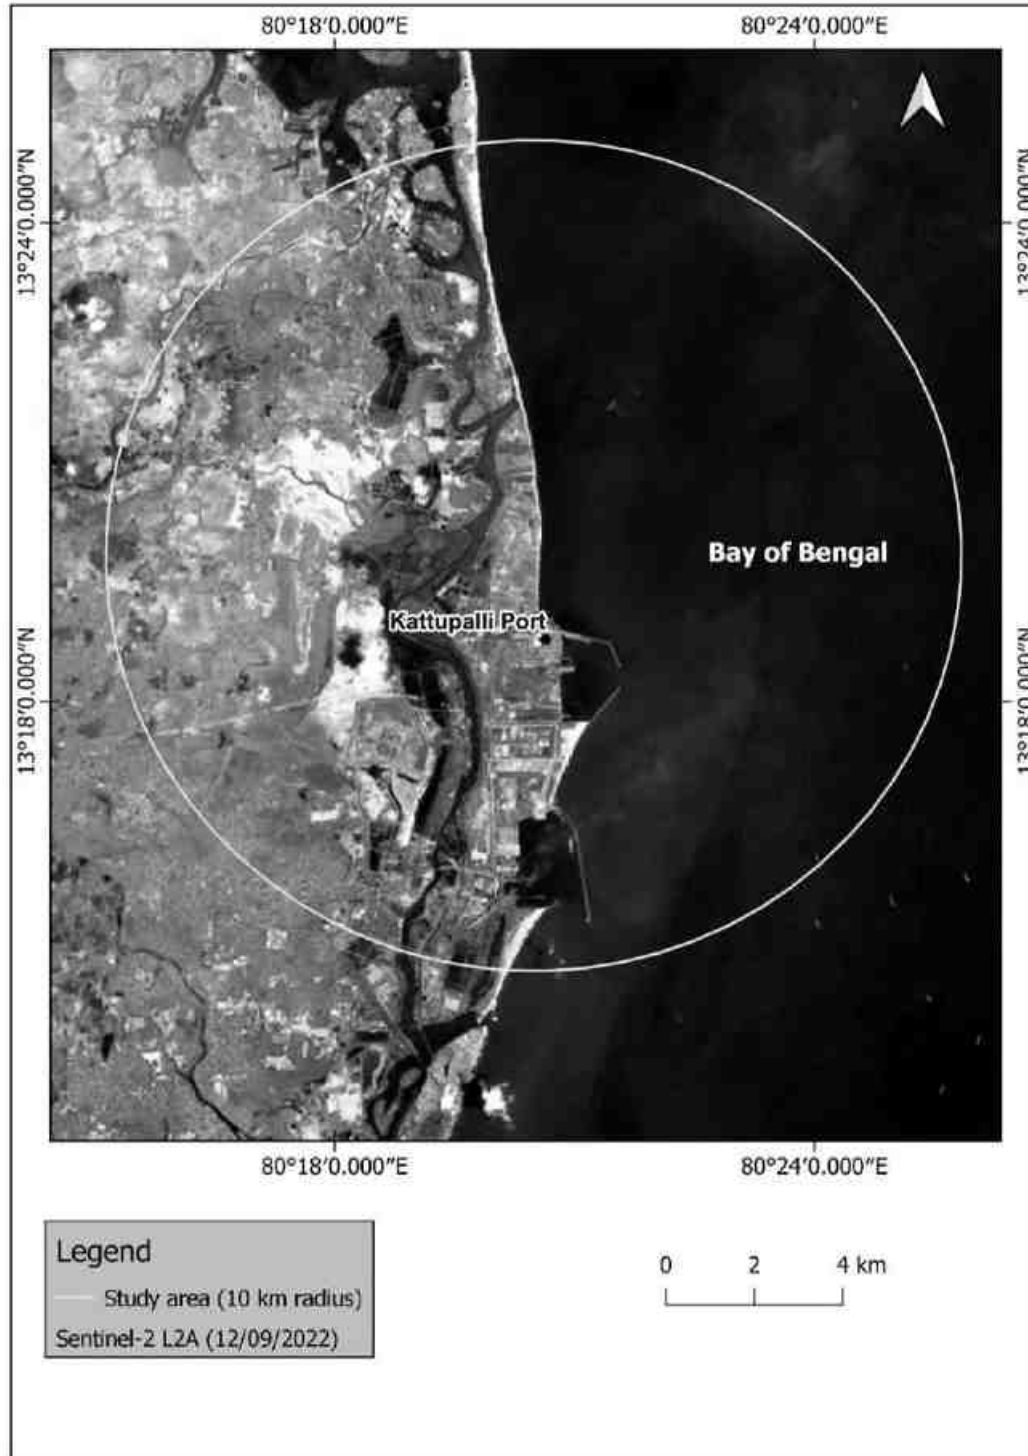 80°18'0.000"E 80°24'0.000"E
13°24'0.000"N
13°24'0.000"N
Bay of Bengal
Kattupalli Port
13°18'0.000"N
13°18'0.000"N
80°18'0.000"E 80°24'0.000"E
Legend
Study area (10 km radius)
Sentinel-2 L2A (12/09/2022)
0 2 4 km